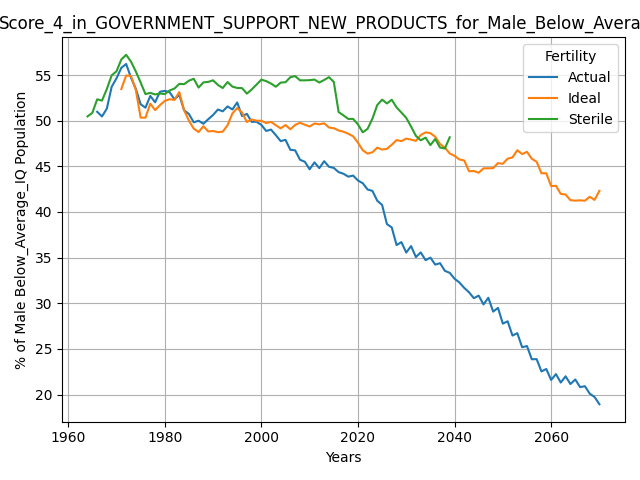 Score_4_in_GOVERNMENT_SUPPORT_NEW_PRODUCTS_for_Male_Below_Avera
% of Male Below_Average_IQ Population
55
50
45
40
35
30
25
20
Fertility
Actual
Ideal
Sterile
1960
1980
2000
2020
2040
2060
Years